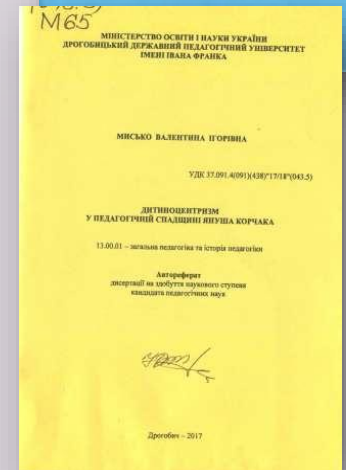 М65
МІНІСТЕРСТВО ОСВІТИ І НАУКИ УКРАЇНИ
ДРОГОБИЦЬКИЙ ДЕРЖАВНИЙ ПЕДАГОГІЧНИЙ УНІВЕРСИТЕТ
ІМЕНІ ІВАНА ФРАНКА
МИСЬКО ВАЛЕНТИНА ІГОРІВНА
УДК 37.091.4(091)(438)"17/18"(043.5)
ДИТИНОЦЕНТРИЗМ
У ПЕДАГОГІЧНІЙ СПАДЩИНІ ЯНУША КОРЧАКА
13.00.01 – загальна педагогіка та історія педагогіки
Автореферат
дисертації на здобуття наукового ступеня
кандидата педагогічних наук
Дрогобич – 2017